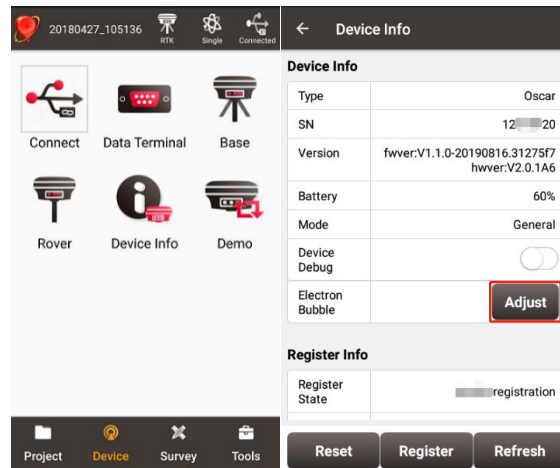 20180427_105136
RTK
Single
Connected
Connect
Data Terminal
Base
Rover
Device Info
Demo
Project
Device
Survey
Tools
Device Info
Device Info
Type
Oscar
SN
12
20
Version
fwver:V1.1.0-20190816.31275f7
hwver:V2.0.1A6
Battery
60%
Mode
General
Device
Debug
Electron
Bubble
Adjust
Register Info
Register
State
registration
Reset
Register
Refresh